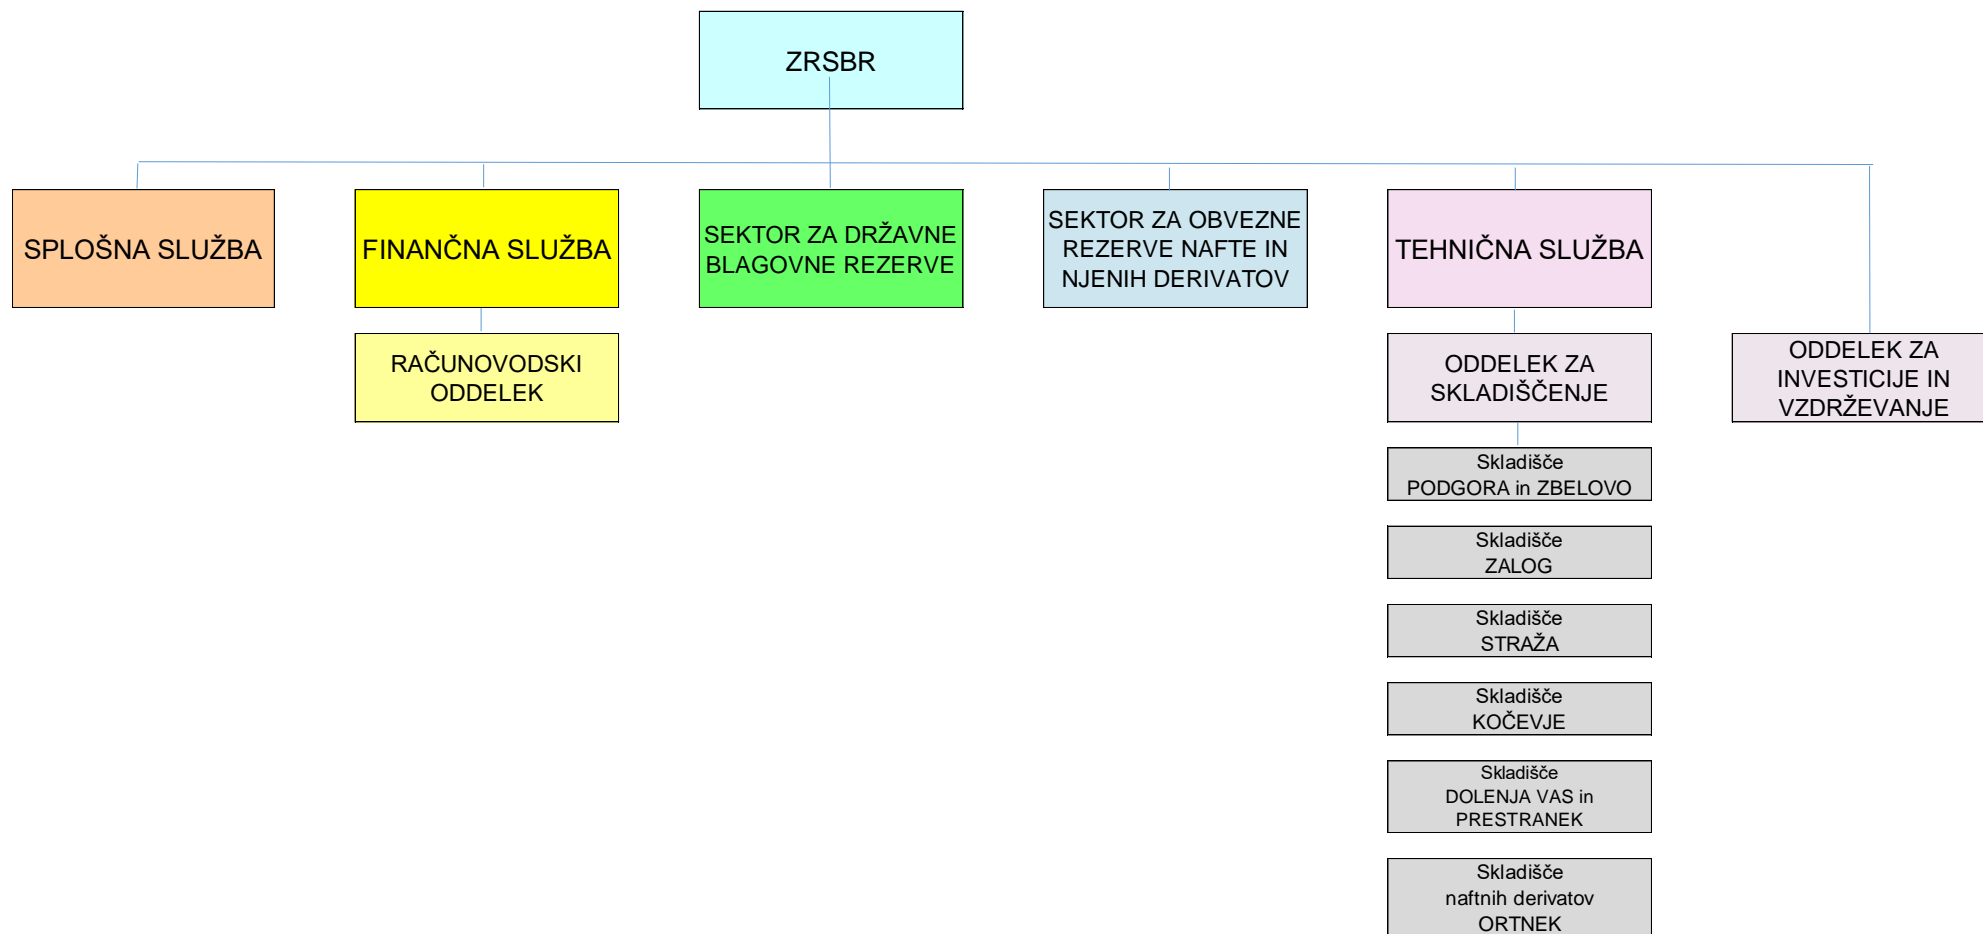 ZRSBR
SPLOŠNA SLUŽBA
FINANČNA SLUŽBA
SEKTOR ZA DRŽAVNE
BLAGOVNE REZERVE
SEKTOR ZA OBVEZNE
REZERVE NAFTE IN
NJENIH DERIVATOV
TEHNIČNA SLUŽBA
RAČUNOVODSKI
ODDELEK
ODDELEK ZA
SKLADIŠČENJE
ODDELEK ZA
INVESTICIJE IN
VZDRŽEVANJE
Skladišče
PODGORA in ZBELOVO
Skladišče
ZALOG
Skladišče
STRAŽA
Skladišče
KOČEVJE
Skladišče
DOLENJA VAS in
PRESTRANEK
Skladišče
naftnih derivatov
ORTNEK